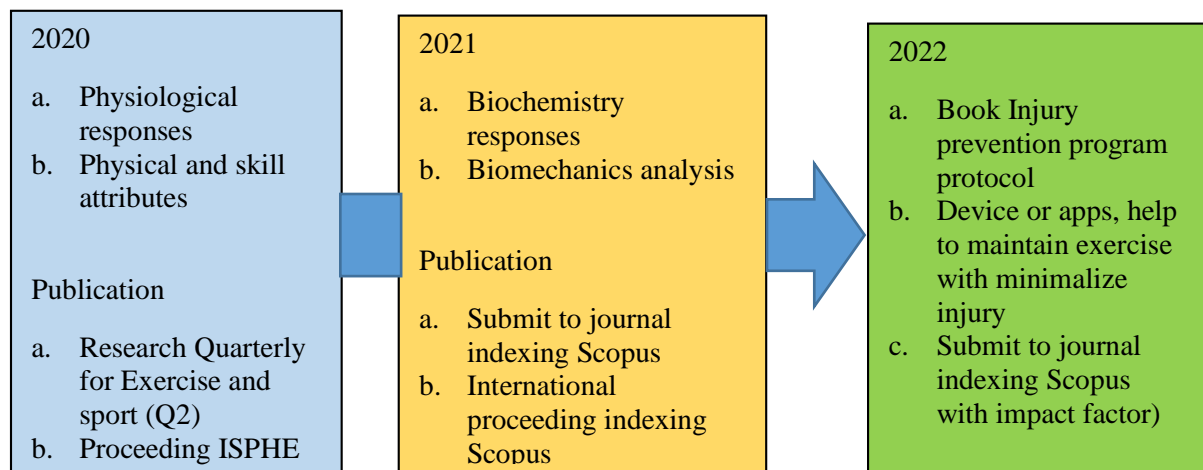 2020
a. Physiological
responses
b. Physical and skill
attributes
Publication
a. Research Quarterly
for Exercise and
sport (Q2)
b. Proceeding ISPHE
2021
a. Biochemistry
responses
b. Biomechanics analysis
Publication
a. Submit to journal
indexing Scopus
b. International
proceeding indexing
Scopus
2022
a. Book Injury
prevention program
protocol
b. Device or apps, help
to maintain exercise
with minimalize
injury
c. Submit to journal
indexing Scopus
with impact factor)